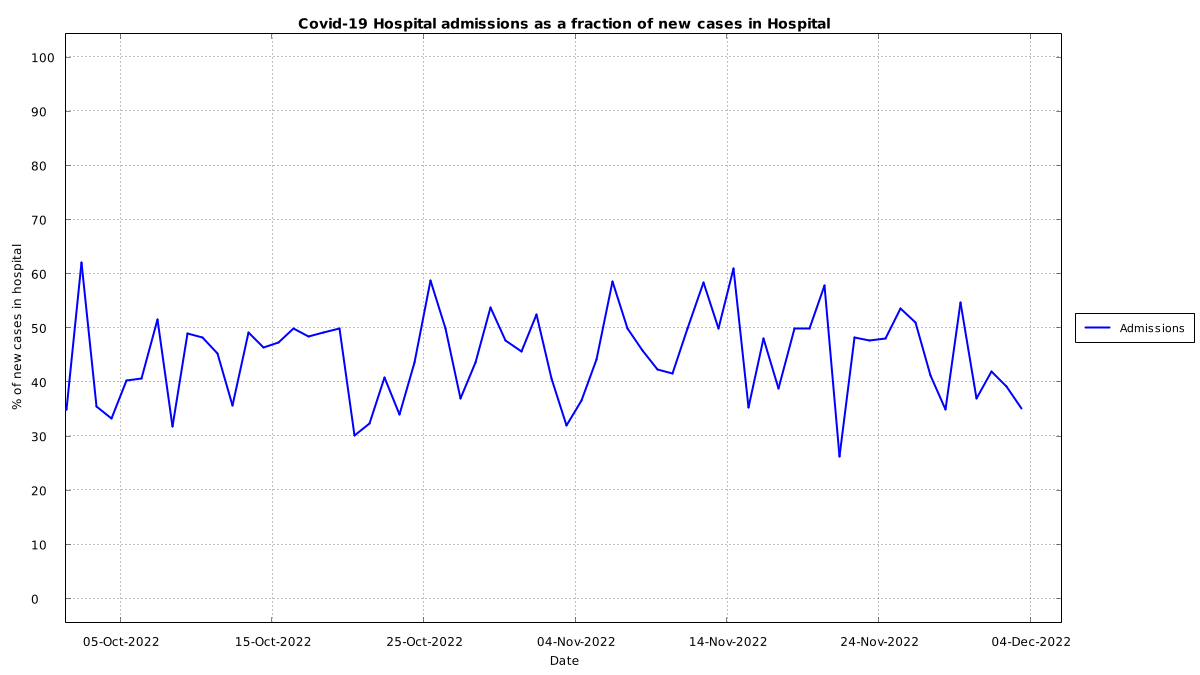 Covid-19 Hospital admissions as a fraction of new cases in Hospital
100
90
80
70
60
50
40
30
20
10
0
% of new cases in hospital
05-Oct-2022
15-Oct-2022
25-Oct-2022
04-Nov-2022
14-Nov-2022
24-Nov-2022
04-Dec-2022
Date
Admissions